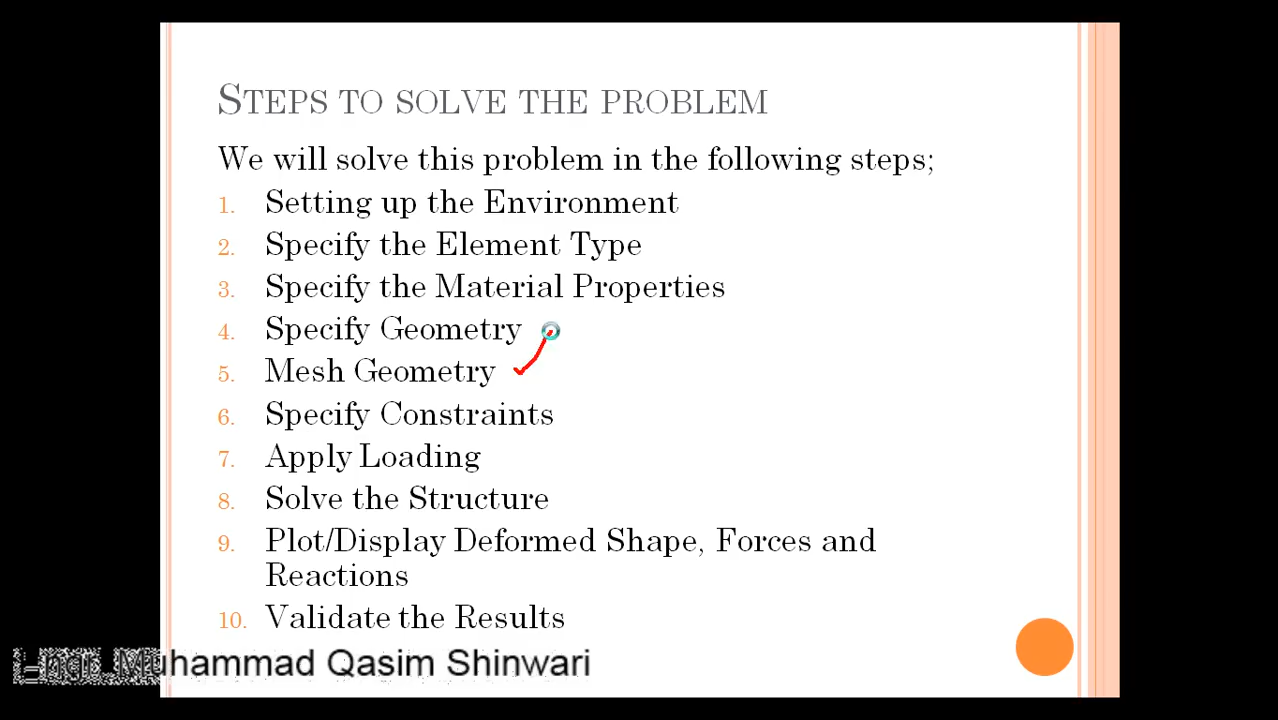 STEPS TO SOLVE THE PROBLEM
We will solve this problem in the following steps;
1. Setting up the Environment
2. Specify the Element Type
3. Specify the Material Properties
4. Specify Geometry
5. Mesh Geometry
6. Specify Constraints
7. Apply Loading
8. Solve the Structure
9. Plot/Display Deformed Shape, Forces and
Reactions
10. Validate the Results
Muhammad Qasim Shinwari